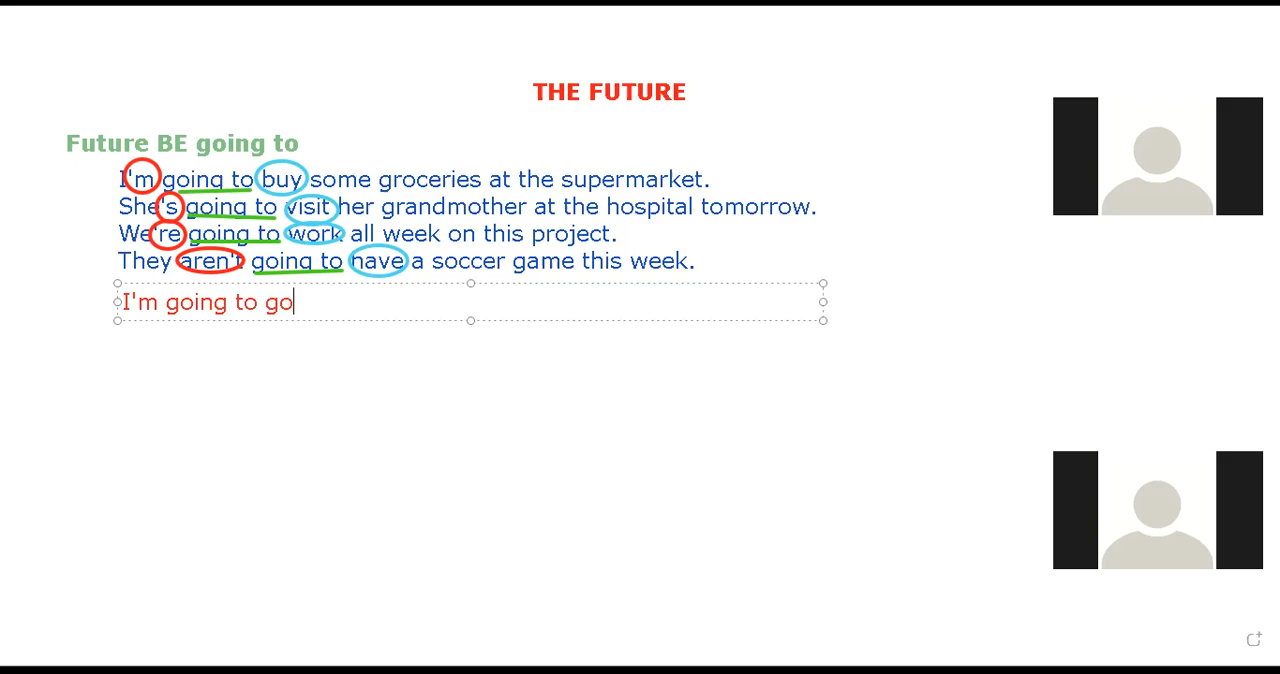 THE FUTURE
Future BE going to
I'm going to buy some groceries at the supermarket.
She's going to visit her grandmother at the hospital tomorrow.
We're going to work all week on this project.
They aren't going to have a soccer game this week.
I'm going to go